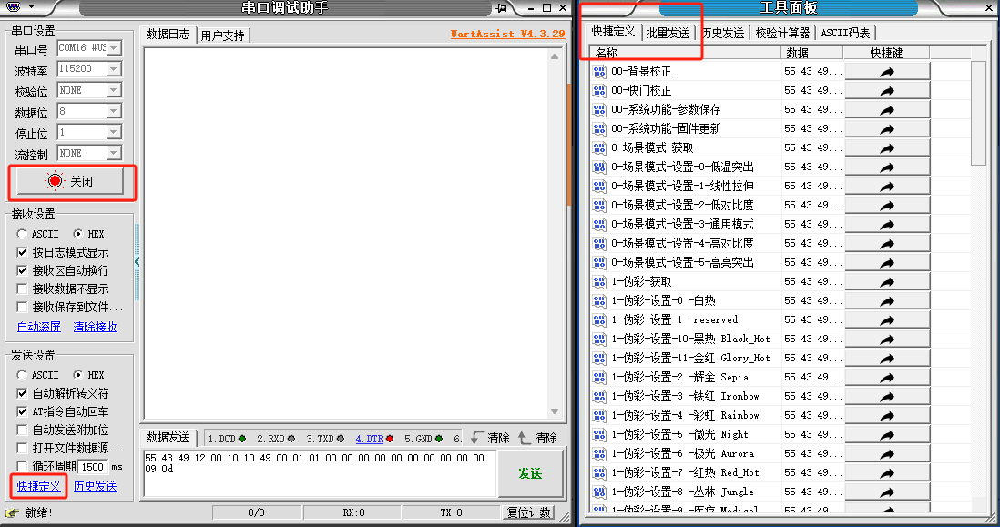 串口调试助手
串口设置
串口号 COM16 #US
波特率 115200
校验位 NONE
数据位 8
停止位 1
流控制 NONE
关闭
接收设置
ASCII HEX
按日志模式显示
接收区自动换行
接收数据不显示
接收保存到文件...
自动滚屏 清除接收
发送设置
ASCII HEX
自动解析转义符
AT指令自动回车
自动发送附加位
打开文件数据源...
循环周期 1500 ms
快捷定义 历史发送
数据日志 用户支持 UartAssist V4.3.29
数据发送 1.DCD 2.RXD 3.TXD 4.DTR 5.GND 6. 清除 清除
55 43 49 12 00 10 10 49 00 01 01 00 00 00 00 00 00 00 00 00 00
09 0d
发送
就绪! 0/0 RX:0 TX:0 复位计数
工具面板
快捷定义 批量发送 历史发送 校验计算器 ASCII码表
名称 数据 快捷键
00-背景校正 55 43 49...
00-快门校正 55 43 49...
00-系统功能-参数保存 55 43 49...
00-系统功能-固件更新 55 43 49...
0-场景模式-获取 55 43 49...
0-场景模式-设置-0-低温突出 55 43 49...
0-场景模式-设置-1-线性拉伸 55 43 49...
0-场景模式-设置-2-低对比度 55 43 49...
0-场景模式-设置-3-通用模式 55 43 49...
0-场景模式-设置-4-高对比度 55 43 49...
0-场景模式-设置-5-高亮突出 55 43 49...
1-伪彩-获取 55 43 49...
1-伪彩-设置-0 -白热 55 43 49...
1-伪彩-设置-1 -reserved 55 43 49...
1-伪彩-设置-10-黑热 Black_Hot 55 43 49...
1-伪彩-设置-11-金红 Glory_Hot 55 43 49...
1-伪彩-设置-2 -辉金 Sepia 55 43 49...
1-伪彩-设置-3 -铁红 Ironbow 55 43 49...
1-伪彩-设置-4 -彩虹 Rainbow 55 43 49...
1-伪彩-设置-5 -微光 Night 55 43 49...
1-伪彩-设置-6 -极光 Aurora 55 43 49...
1-伪彩-设置-7 -红热 Red_Hot 55 43 49...
1-伪彩-设置-8 -丛林 Jungle 55 43 49...
1-伪彩-设置-9 -医疗 Medical 55 43 49...